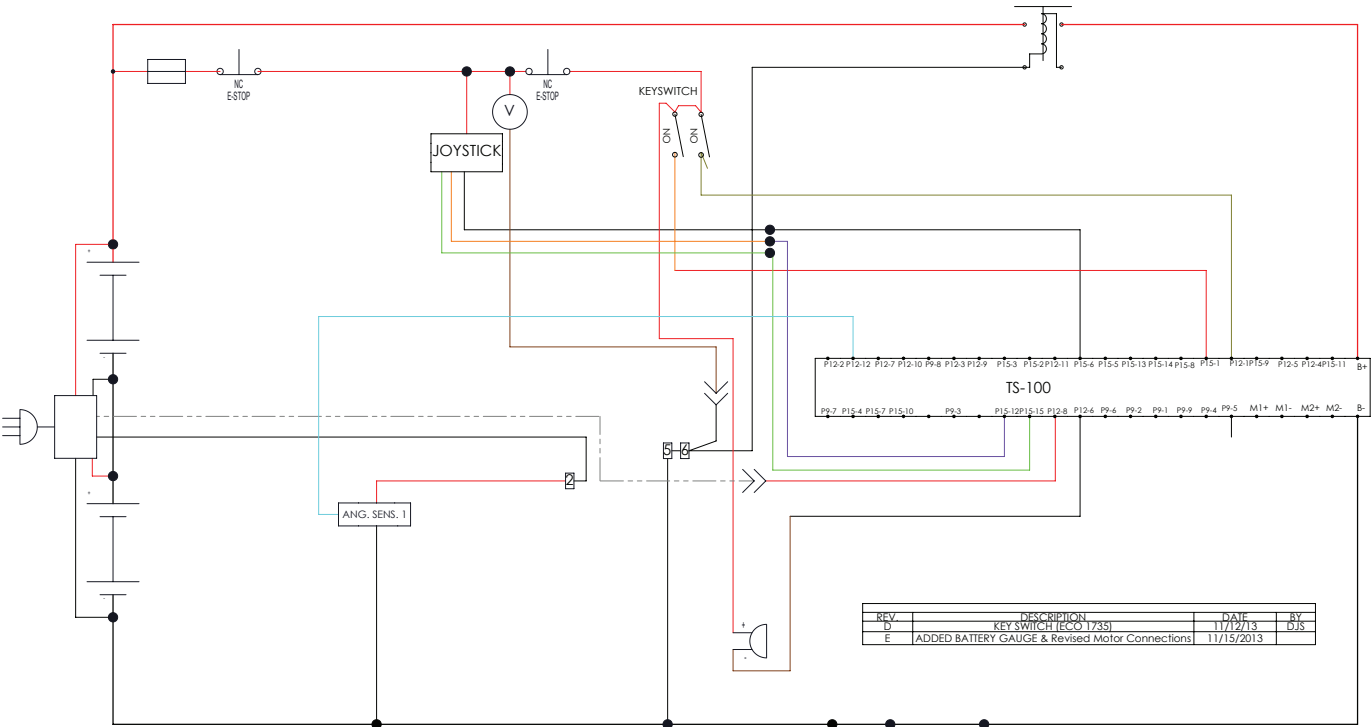 NC
E-STOP
NC
E-STOP
KEYSWITCH
V
ON
ON
JOYSTICK
P12-2 P12-12 P12-7 P12-10 P9-8 P12-3 P12-9 P15-3 P15-2 P12-11 P15-6 P15-5 P15-13 P15-14 P15-8 P15-1 P12-1 P15-9 P12-5 P12-4 P15-11 B+
TS-100
P9-7 P15-4 P15-7 P15-10 P9-3 P15-12 P15-15 P12-8 P12-6 P9-6 P9-2 P9-1 P9-9 P9-4 P9-5 M1+ M1- M2+ M2- B-
5 6
2
ANG. SENS. 1
+
-
REV. DESCRIPTION DATE BY
D KEY SWITCH (ECO 1735) 11/12/13 DJS
E ADDED BATTERY GAUGE & Revised Motor Connections 11/15/2013